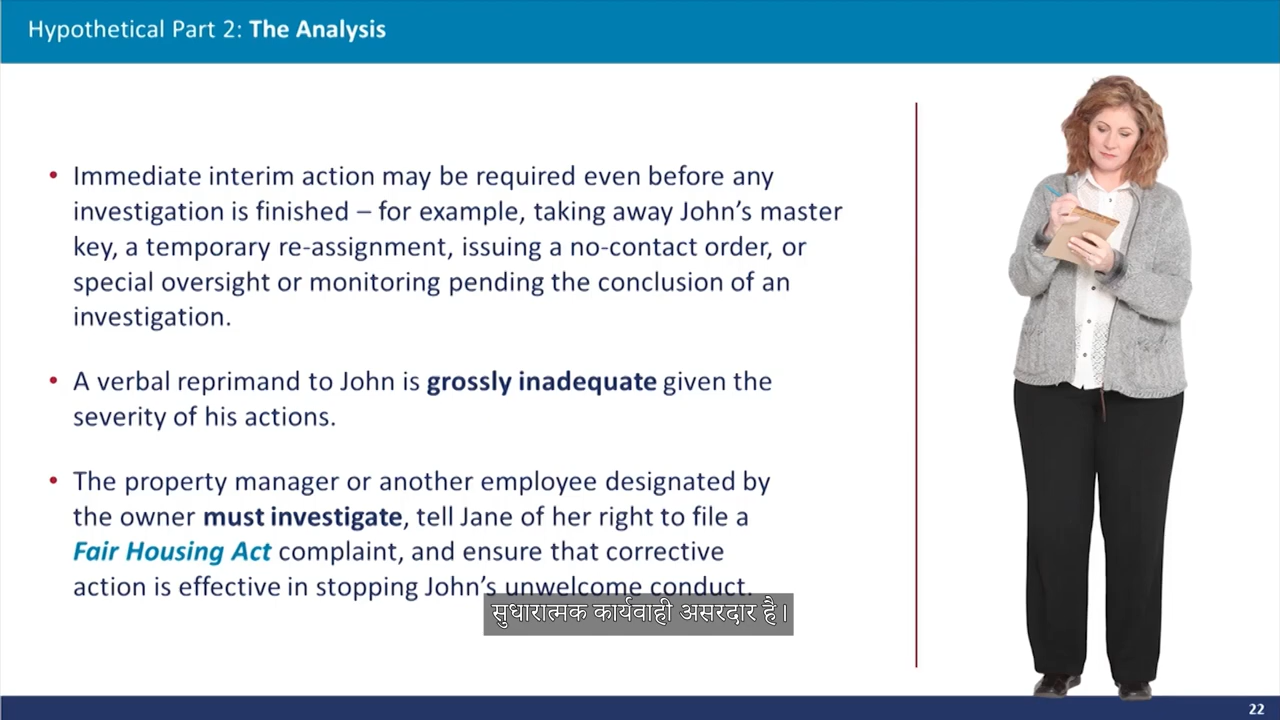 Hypothetical Part 2: The Analysis
• Immediate interim action may be required even before any
investigation is finished – for example, taking away John's master
key, a temporary re-assignment, issuing a no-contact order, or
special oversight or monitoring pending the conclusion of an
investigation.
• A verbal reprimand to John is grossly inadequate given the
severity of his actions.
• The property manager or another employee designated by
the owner must investigate, tell Jane of her right to file a
Fair Housing Act complaint, and ensure that corrective
action is effective in stopping John's unwelcome conduct.
सुधारात्मक कार्यवाही असरदार है।
22